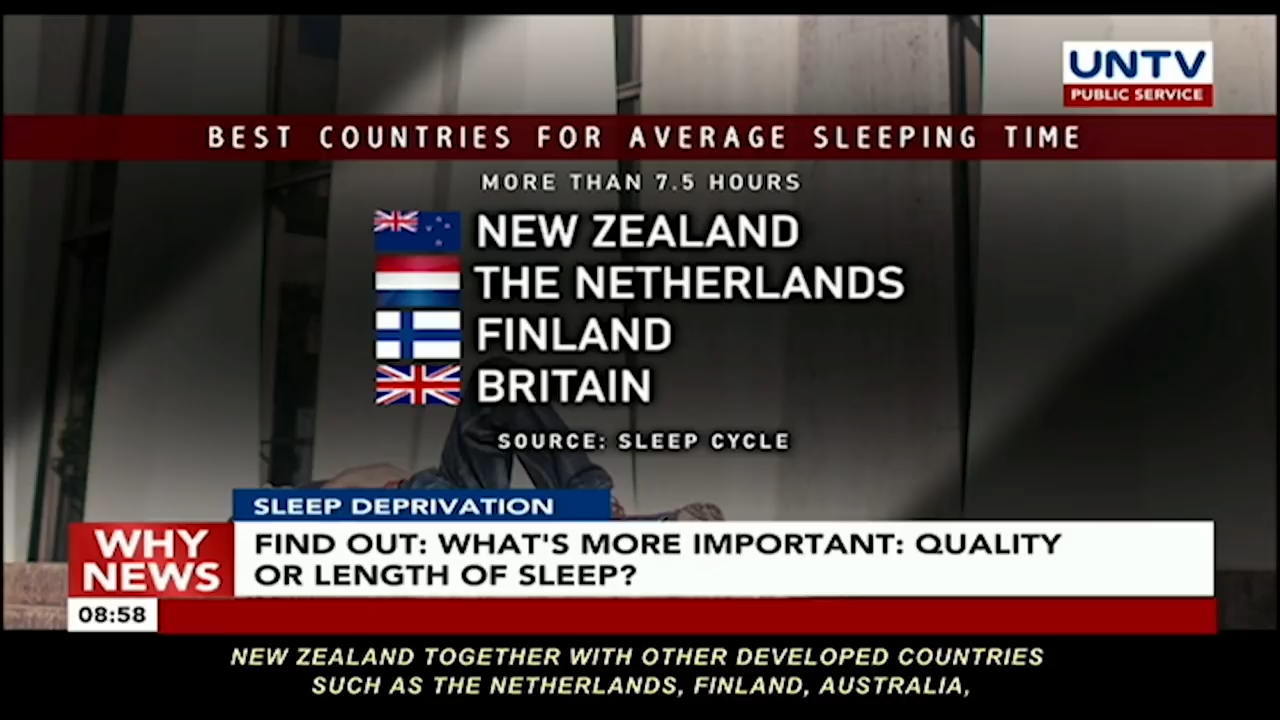 UNTV
PUBLIC SERVICE
BEST COUNTRIES FOR AVERAGE SLEEPING TIME
MORE THAN 7.5 HOURS
NEW ZEALAND
THE NETHERLANDS
FINLAND
BRITAIN
SOURCE: SLEEP CYCLE
SLEEP DEPRIVATION
WHY
NEWS
FIND OUT: WHAT'S MORE IMPORTANT: QUALITY
OR LENGTH OF SLEEP?
08:58
NEW ZEALAND TOGETHER WITH OTHER DEVELOPED COUNTRIES
SUCH AS THE NETHERLANDS, FINLAND, AUSTRALIA,